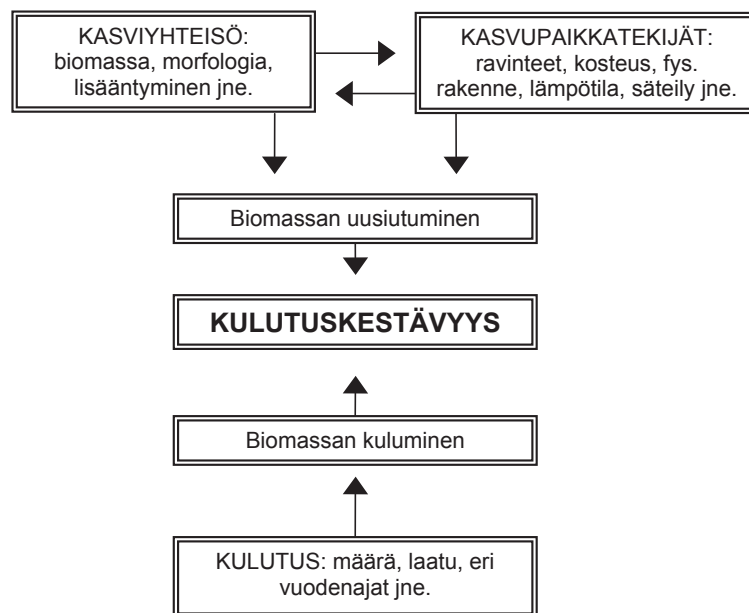 KASVIYHTEISÖ:
biomassa, morfologia,
lisääntyminen jne.
KASVUPAIKKATEKIJÄT:
ravinteet, kosteus, fys.
rakenne, lämpötila, säteily jne.
Biomassan uusiutuminen
KULUTUSKESTÄVYYS
Biomassan kuluminen
KULUTUS: määrä, laatu, eri
vuodenajat jne.